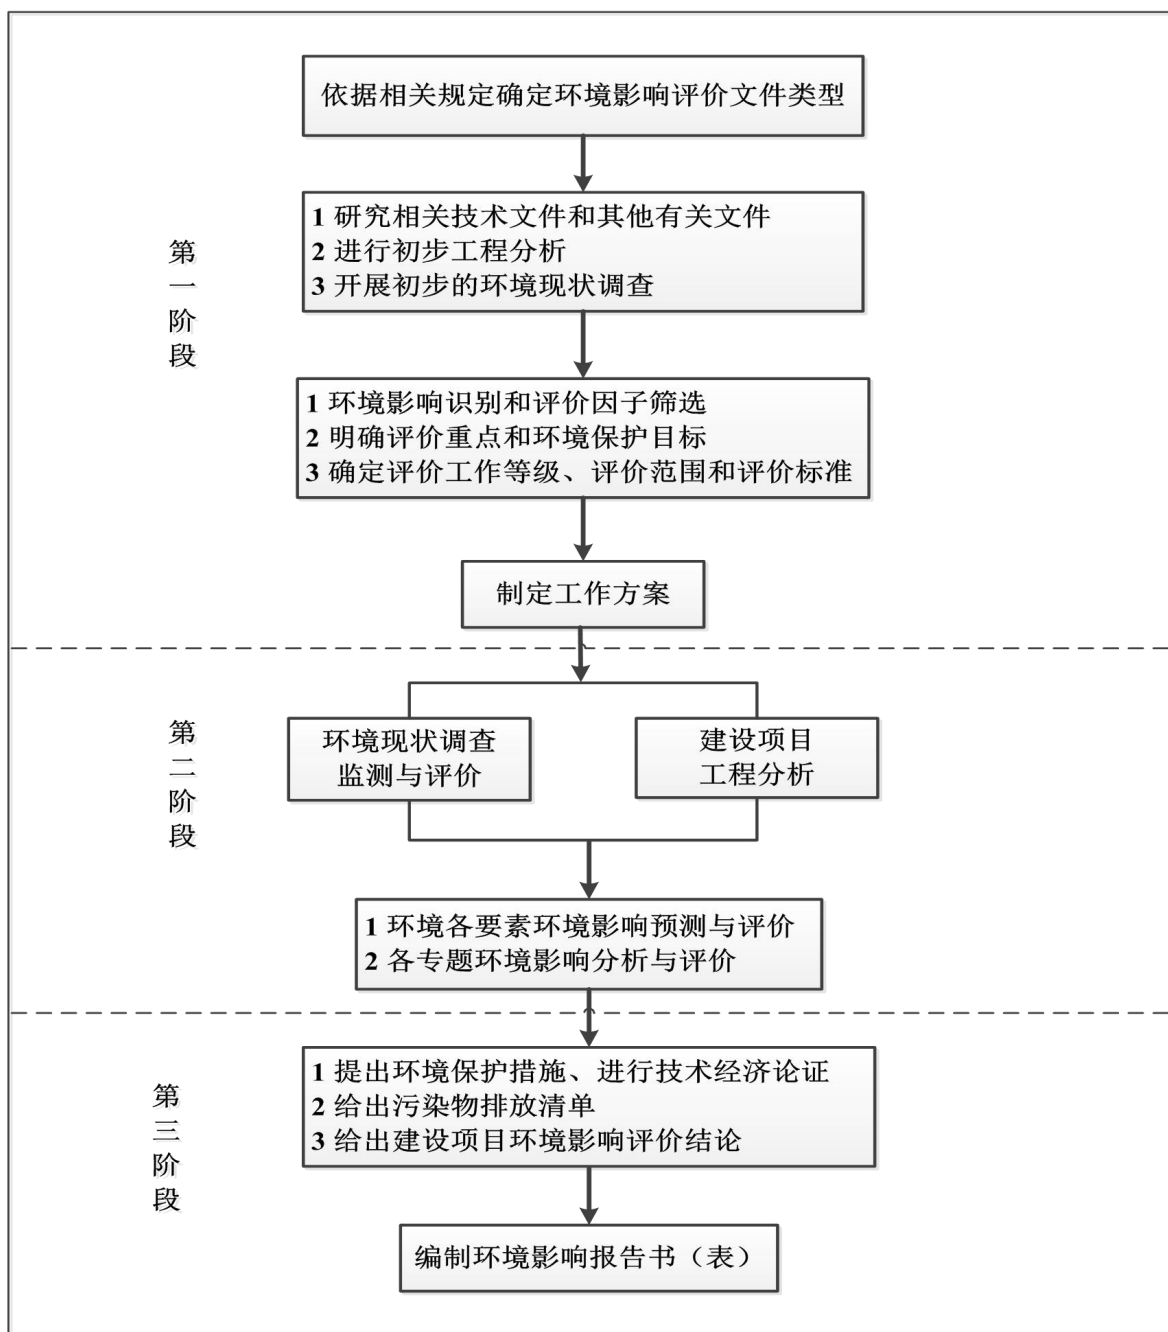 依据相关规定确定环境影响评价文件类型
第一阶段
1 研究相关技术文件和其他有关文件
2 进行初步工程分析
3 开展初步的环境现状调查
1 环境影响识别和评价因子筛选
2 明确评价重点和环境保护目标
3 确定评价工作等级、评价范围和评价标准
制定工作方案
第二阶段
环境现状调查
监测与评价
建设项目
工程分析
1 环境各要素环境影响预测与评价
2 各专题环境影响分析与评价
第三阶段
1 提出环境保护措施、进行技术经济论证
2 给出污染物排放清单
3 给出建设项目环境影响评价结论
编制环境影响报告书（表）